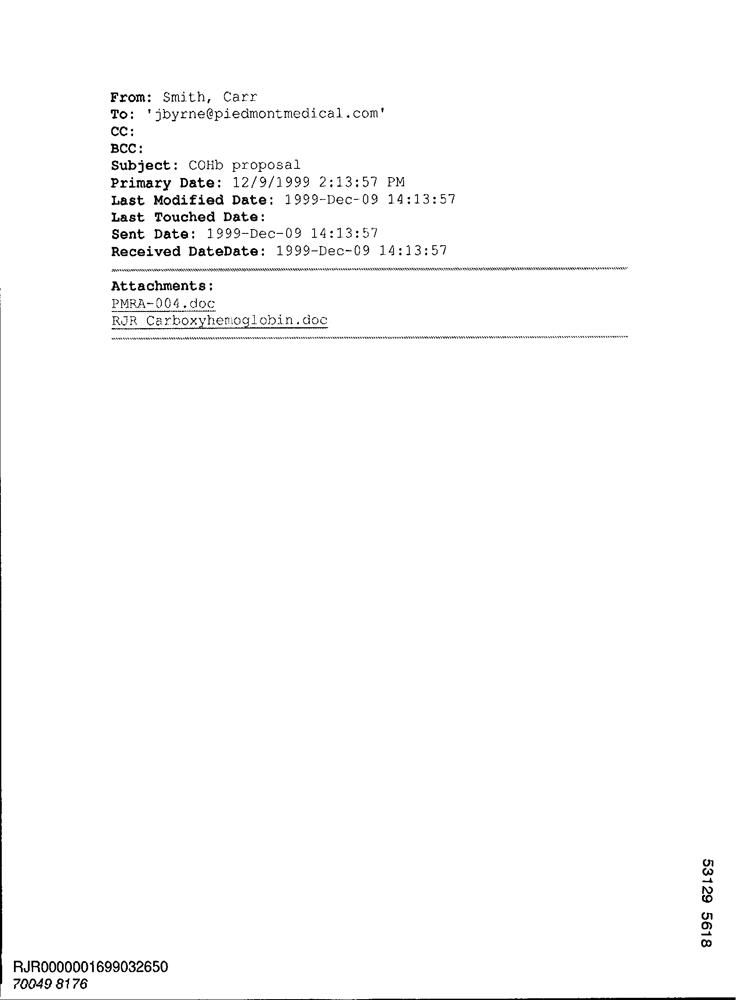 From: Smith, Carr
To: 'jbyrne@piedmontmedical.com'
CC:
BCC:
Subject: COHb proposal
Primary Date: 12/9/1999 2:13:57 PM
Last Modified Date: 1999-Dec-09 14:13:57
Last Touched Date:
Sent Date: 1999-Dec-09 14:13:57
Received DateDate: 1999-Dec-09 14:13:57
Attachments:
PMRA-004.doc
RJR Carboxyhemoglobin.doc
53129 5618
RJR0000001699032650
70049 8176